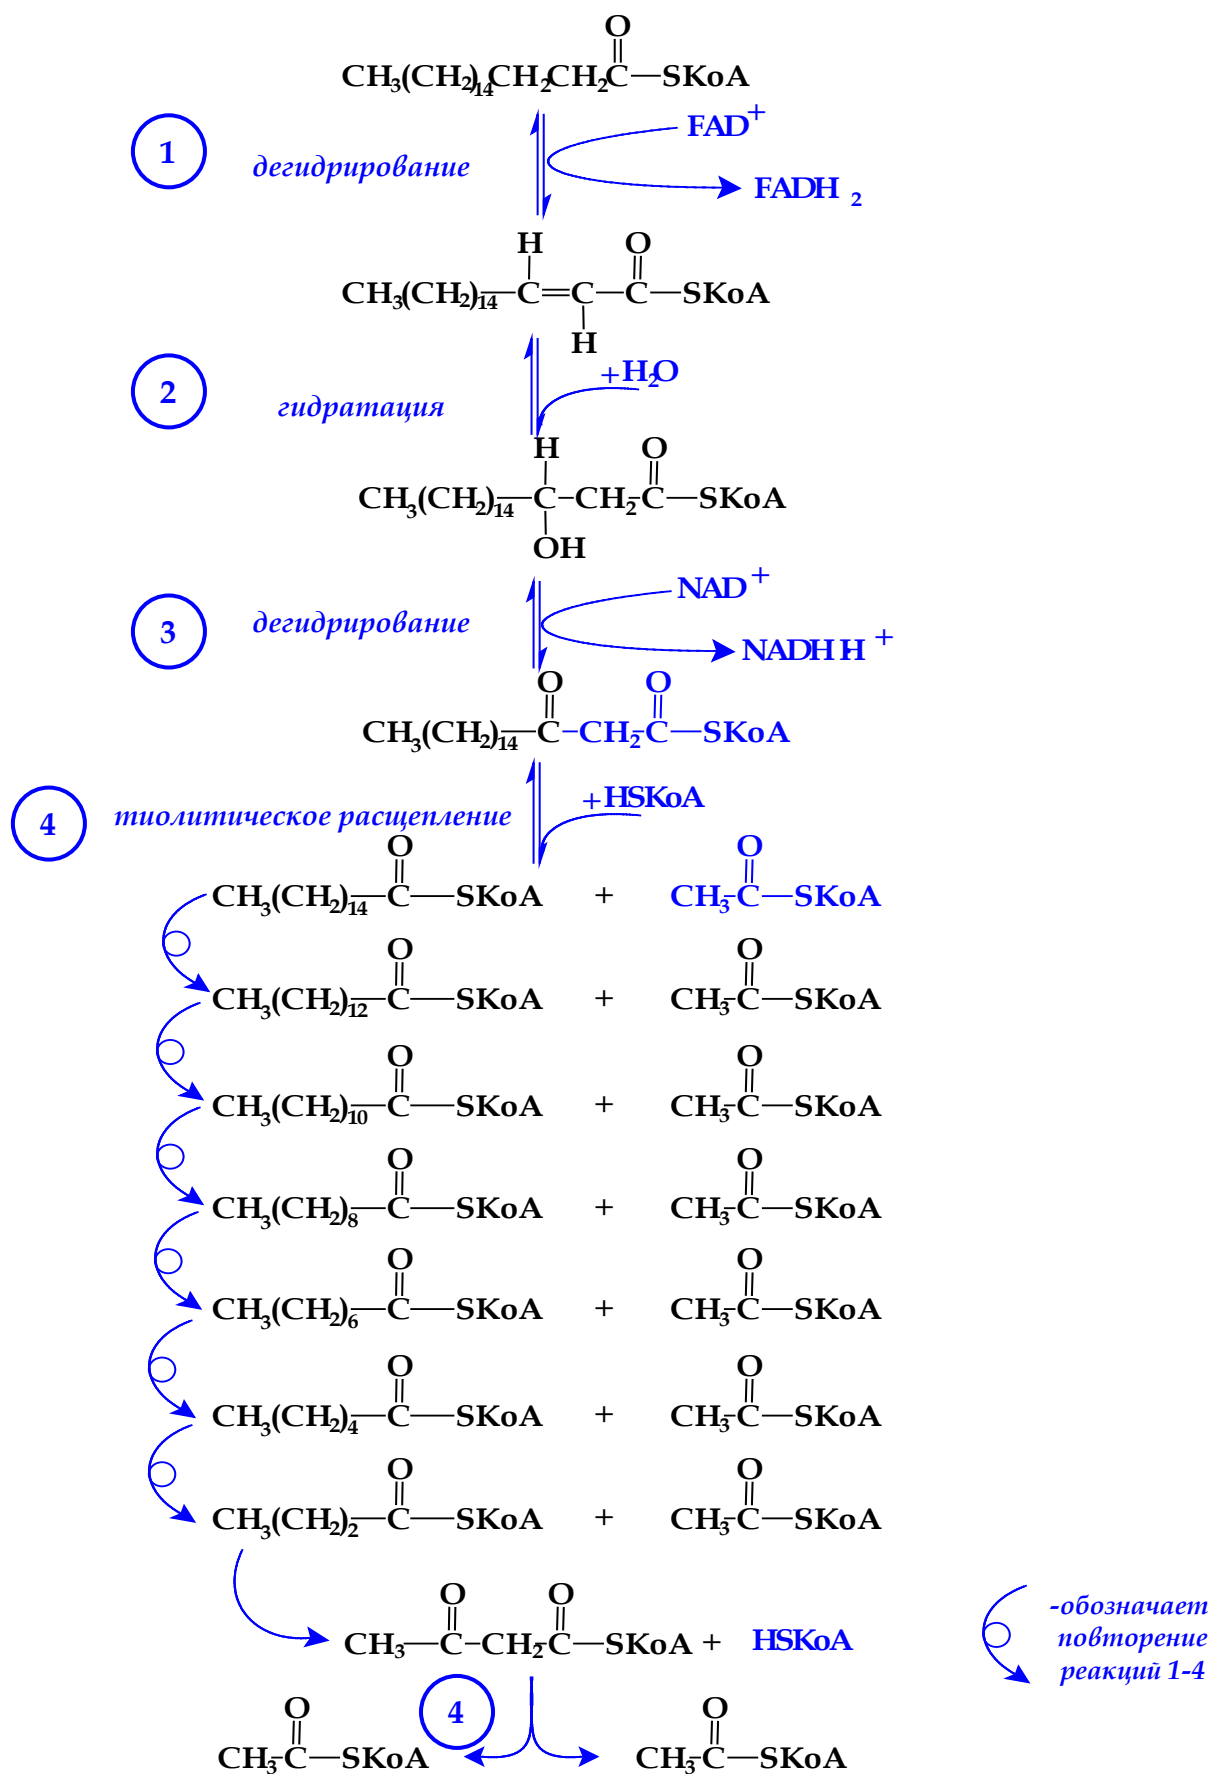 O
CH₃(CH₂)₁₄CH₂CH₂C—SKoA
1
дегидрирование
FAD⁺
FADH ₂
H O
CH₃(CH₂)₁₄—C=C—C—SKoA
H
2
гидратация
+H₂O
H O
CH₃(CH₂)₁₄—C-CH₂-C—SKoA
OH
3
дегидрирование
NAD⁺
NADH H⁺
O O
CH₃(CH₂)₁₄—C-CH₂-C—SKoA
4
тиолитическое расщепление
+HSKoA
O O
CH₃(CH₂)₁₄—C—SKoA + CH₃-C—SKoA
O O
CH₃(CH₂)₁₂—C—SKoA + CH₃-C—SKoA
O O
CH₃(CH₂)₁₀—C—SKoA + CH₃-C—SKoA
O O
CH₃(CH₂)₈—C—SKoA + CH₃-C—SKoA
O O
CH₃(CH₂)₆—C—SKoA + CH₃-C—SKoA
O O
CH₃(CH₂)₄—C—SKoA + CH₃-C—SKoA
O O
CH₃(CH₂)₂—C—SKoA + CH₃-C—SKoA
O O
CH₃—C-CH₂-C—SKoA + HSKoA
-обозначает
повторение
реакций 1-4
4
O O
CH₃-C—SKoA CH₃-C—SKoA